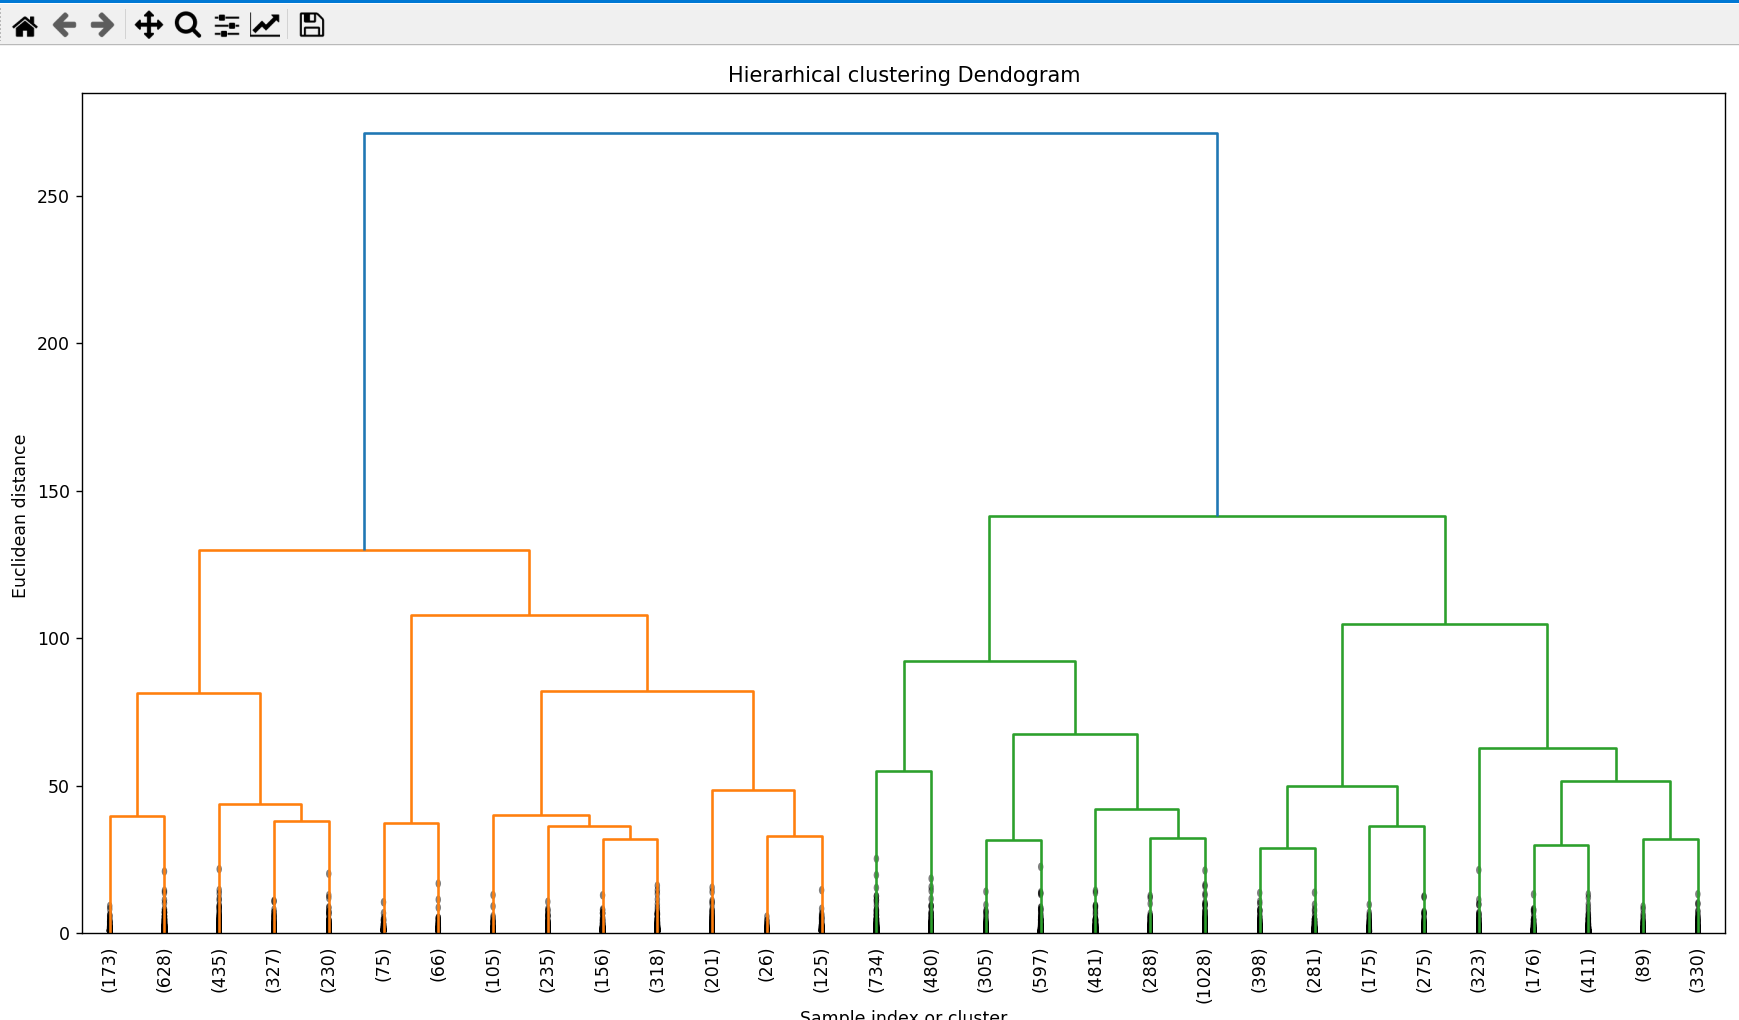 Hierarhical clustering Dendogram
Euclidean distance
250
200
150
100
50
0
(173) (628) (435) (327) (230) (75) (66) (105) (235) (156) (318) (201) (26) (125) (734) (480) (305) (597) (481) (288) (1028) (398) (281) (175) (275) (323) (176) (411) (89) (330)
Sample index or cluster